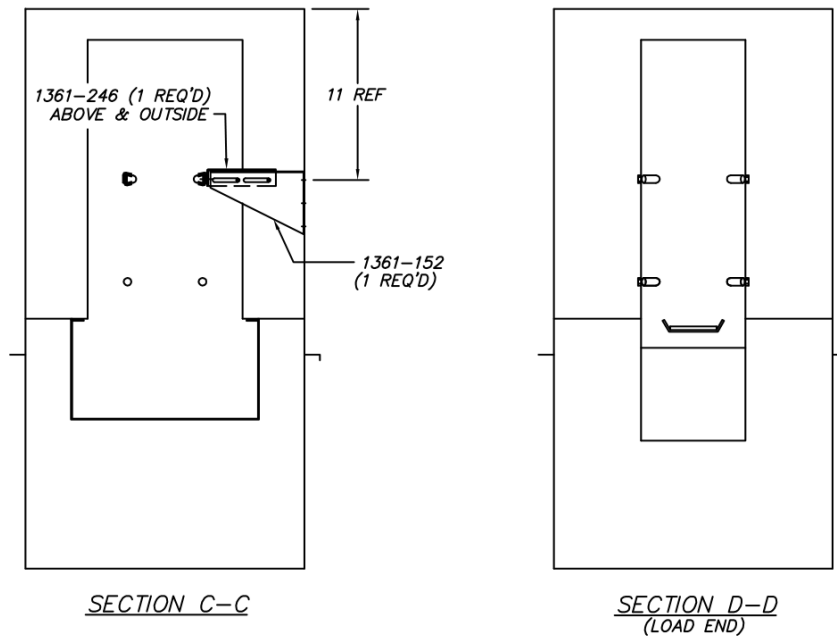 1361-246 (1 REQ'D)
ABOVE & OUTSIDE
11 REF
1361-152
(1 REQ'D)
SECTION C-C
SECTION D-D
(LOAD END)